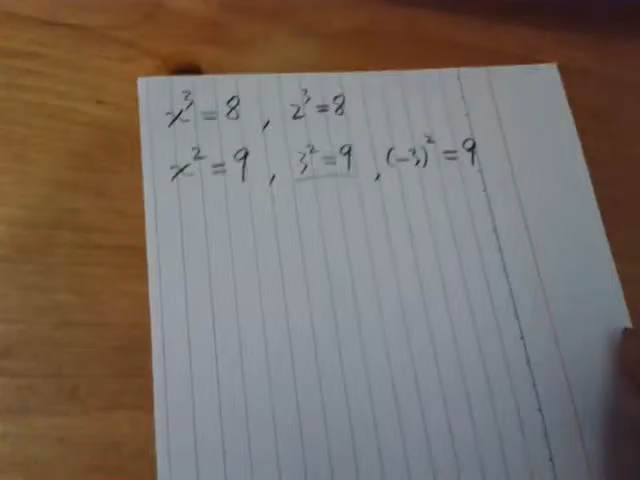 x³ = 8 , 2³ = 8
x² = 9 , 3² = 9 , (-3)² = 9